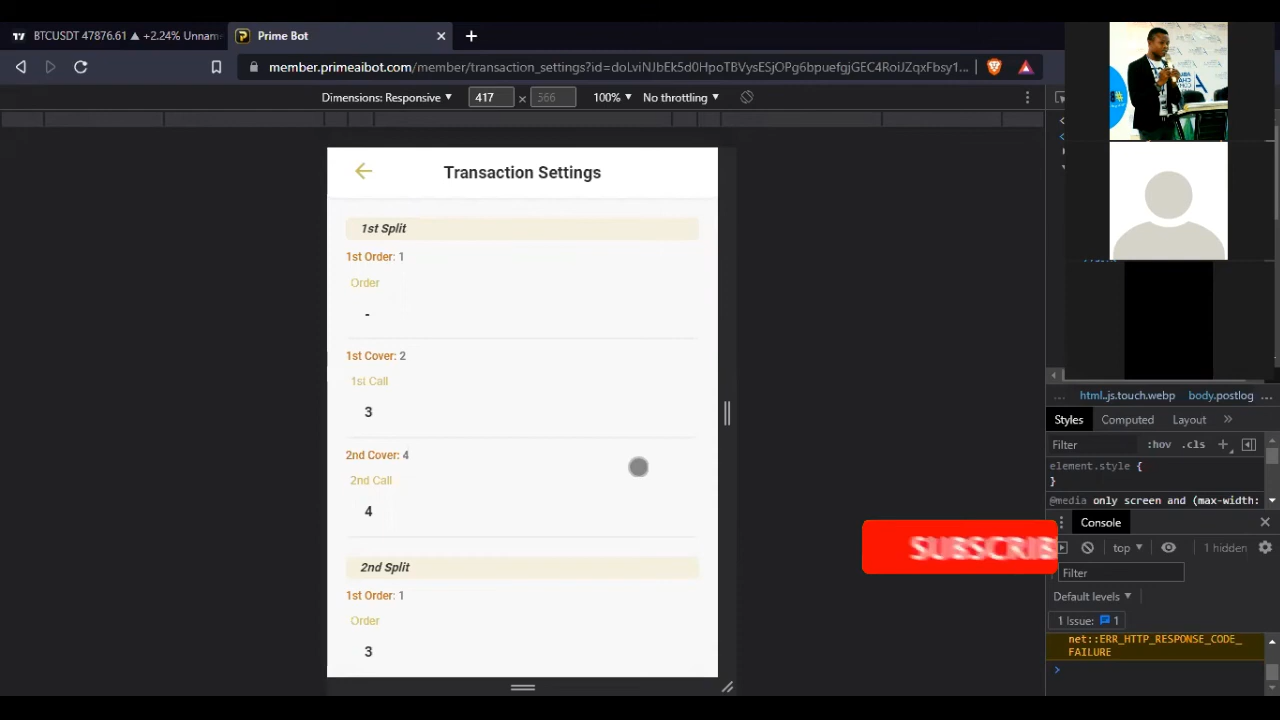 BTCUSDT 47876.61 ▲ +2.24% Unnam
Prime Bot
member.primeaibot.com/mem
Dimensions: Responsive ▼ 417 × 566 100% ▼ No throttling ▼
Transaction Settings
1st Split
1st Order: 1
Order
-
1st Cover: 2
1st Call
3
2nd Cover: 4
2nd Call
4
2nd Split
1st Order: 1
Order
3
SUBSCRIB
... html.js.touch.webp body.postlog ...
Styles Computed Layout »
Filter :hov .cls +
element.style {
}
@media only screen and (max-width:
Console
top ▼ 1 hidden
Filter
Default levels ▼
1 Issue: 1
net::ERR_HTTP_RESPONSE_CODE_
FAILURE
>